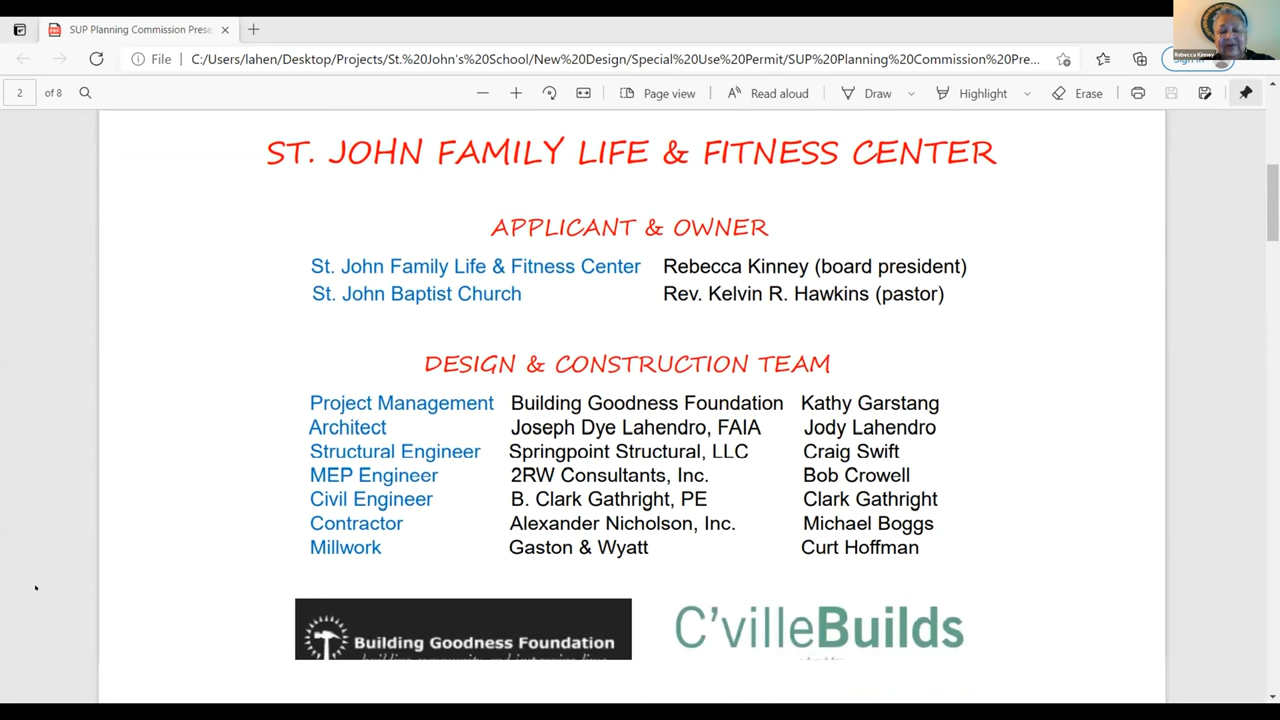 SUP Planning Commission Prese
File
C:/Users/lahen/Desktop/Projects/St.%20John's%20School/New%20Design/Special%20Use%20Permit/SUP%20Planning%20Commission%20Pre...
Rebecca Kinney
2 of 8
Page view
Read aloud
Draw
Highlight
Erase
ST. JOHN FAMILY LIFE & FITNESS CENTER
APPLICANT & OWNER
St. John Family Life & Fitness Center Rebecca Kinney (board president)
St. John Baptist Church Rev. Kelvin R. Hawkins (pastor)
DESIGN & CONSTRUCTION TEAM
Project Management Building Goodness Foundation Kathy Garstang
Architect Joseph Dye Lahendro, FAIA Jody Lahendro
Structural Engineer Springpoint Structural, LLC Craig Swift
MEP Engineer 2RW Consultants, Inc. Bob Crowell
Civil Engineer B. Clark Gathright, PE Clark Gathright
Contractor Alexander Nicholson, Inc. Michael Boggs
Millwork Gaston & Wyatt Curt Hoffman
Building Goodness Foundation
C'villeBuilds